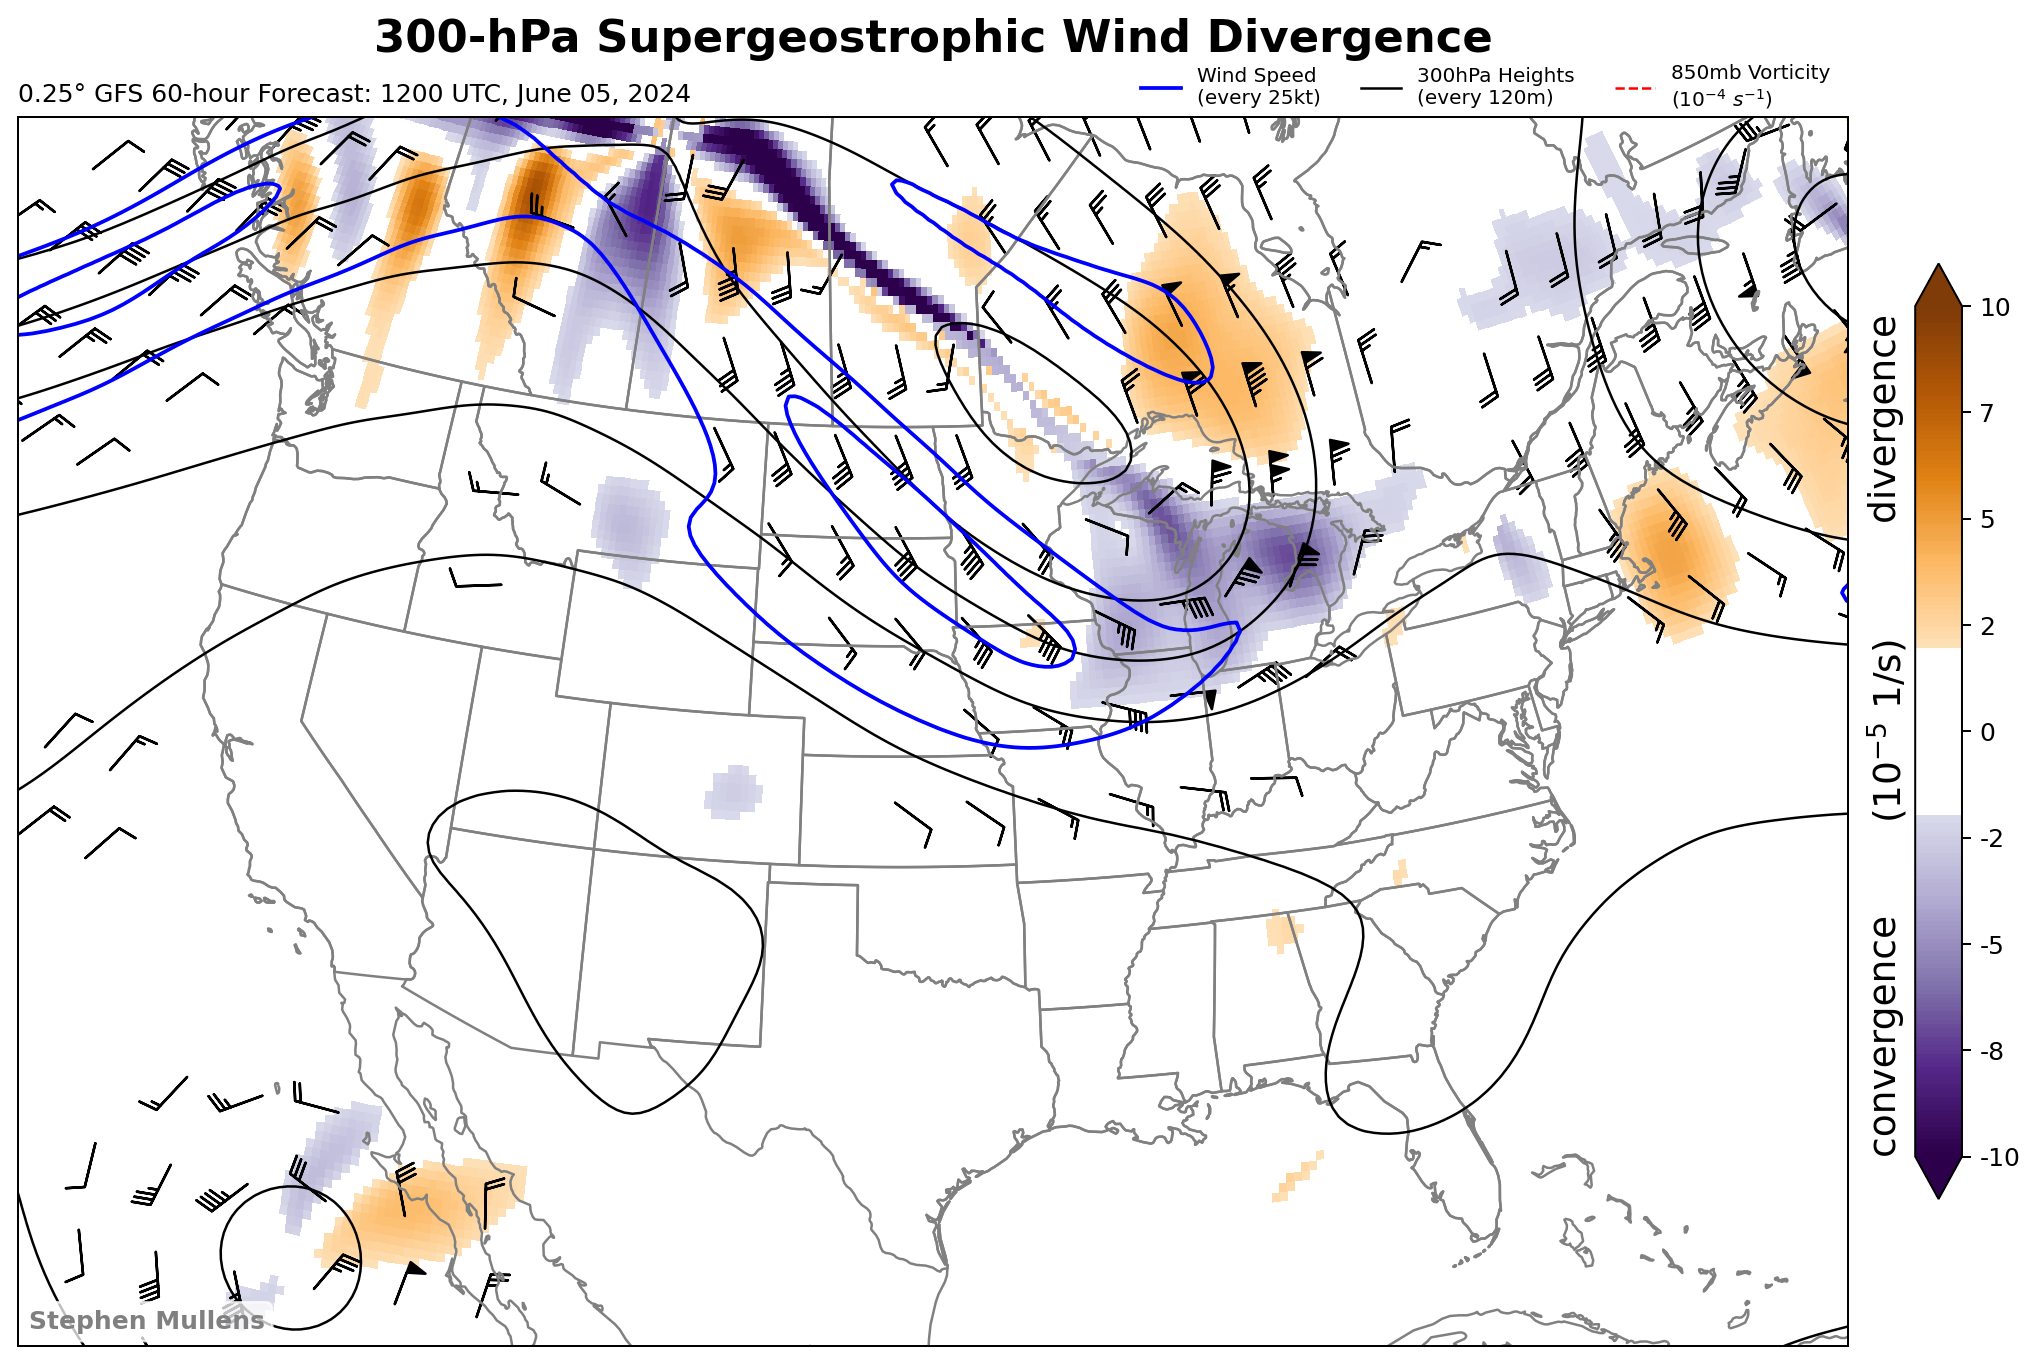 300-hPa Supergeostrophic Wind Divergence
0.25° GFS 60-hour Forecast: 1200 UTC, June 05, 2024
Wind Speed
(every 25kt)
300hPa Heights
(every 120m)
850mb Vorticity
(10⁻⁴ s⁻¹)
10
7
5
2
0
-2
-5
-8
-10
convergence (10⁻⁵ 1/s) divergence
Stephen Mullens